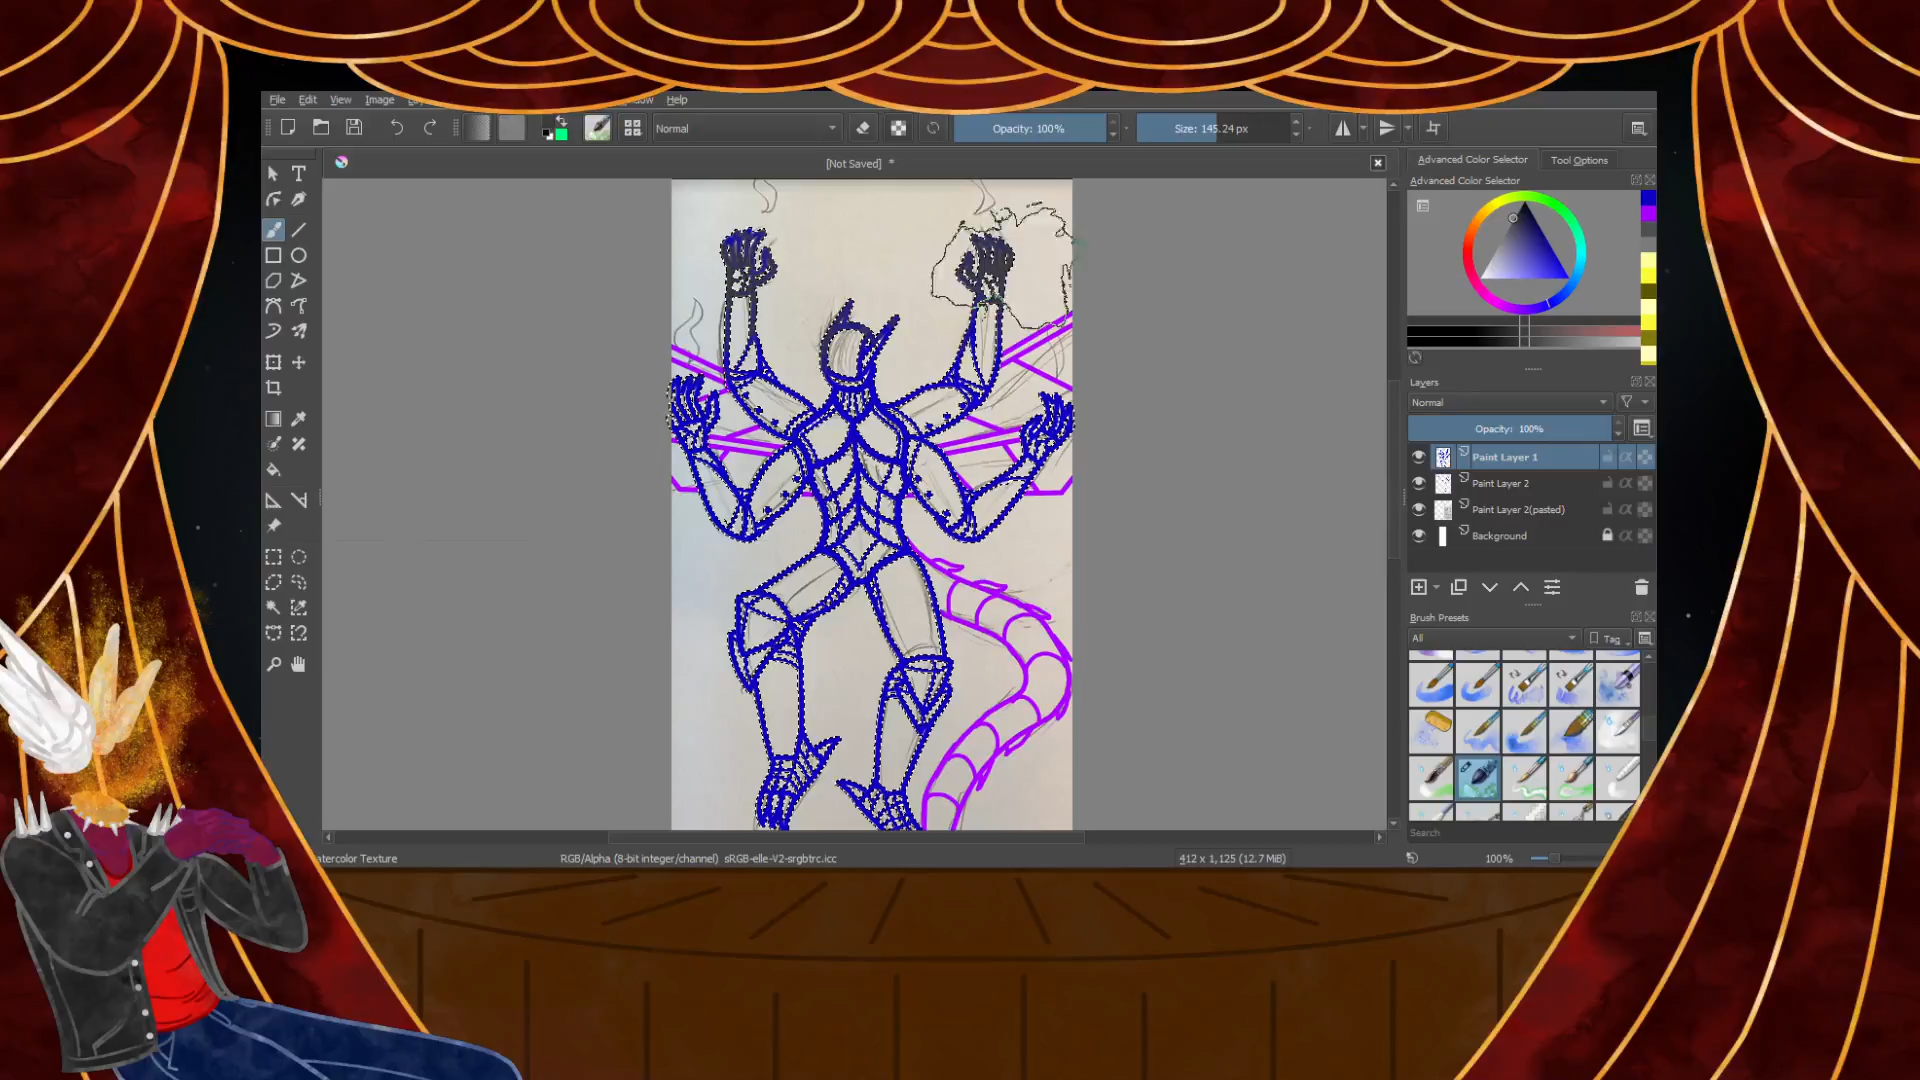 File Edit View Image Help
Normal
Opacity: 100%
Size: 145.24 px
[Not Saved] *
Advanced Color Selector Tool Options
Advanced Color Selector
Layers
Normal
Opacity: 100%
Paint Layer 1
Paint Layer 2
Paint Layer 2(pasted)
Background
Brush Presets
All
Tag
Search
atercolor Texture
RGB/Alpha (8-bit integer/channel) sRGB-elle-V2-srgbtrc.icc
412 x 1,125 (12.7 MiB)
100%